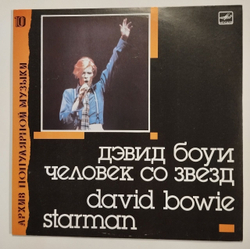 10
АРХИВ ПОПУЛЯРНОЙ МУЗЫКИ
дэвид боуи
человек со звезд
david bowie
starman